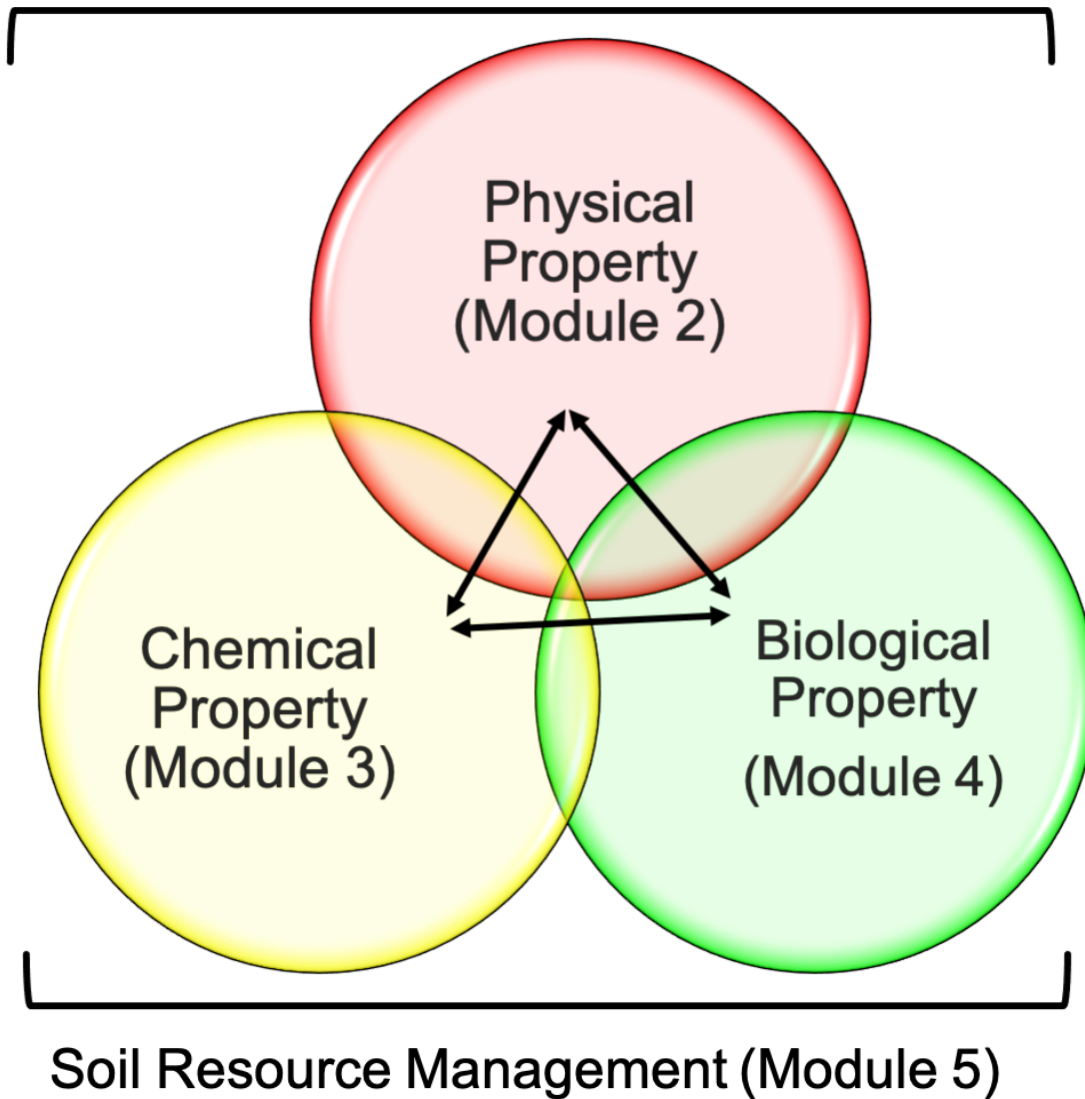 Physical
Property
(Module 2)
Chemical
Property
(Module 3)
Biological
Property
(Module 4)
Soil Resource Management (Module 5)